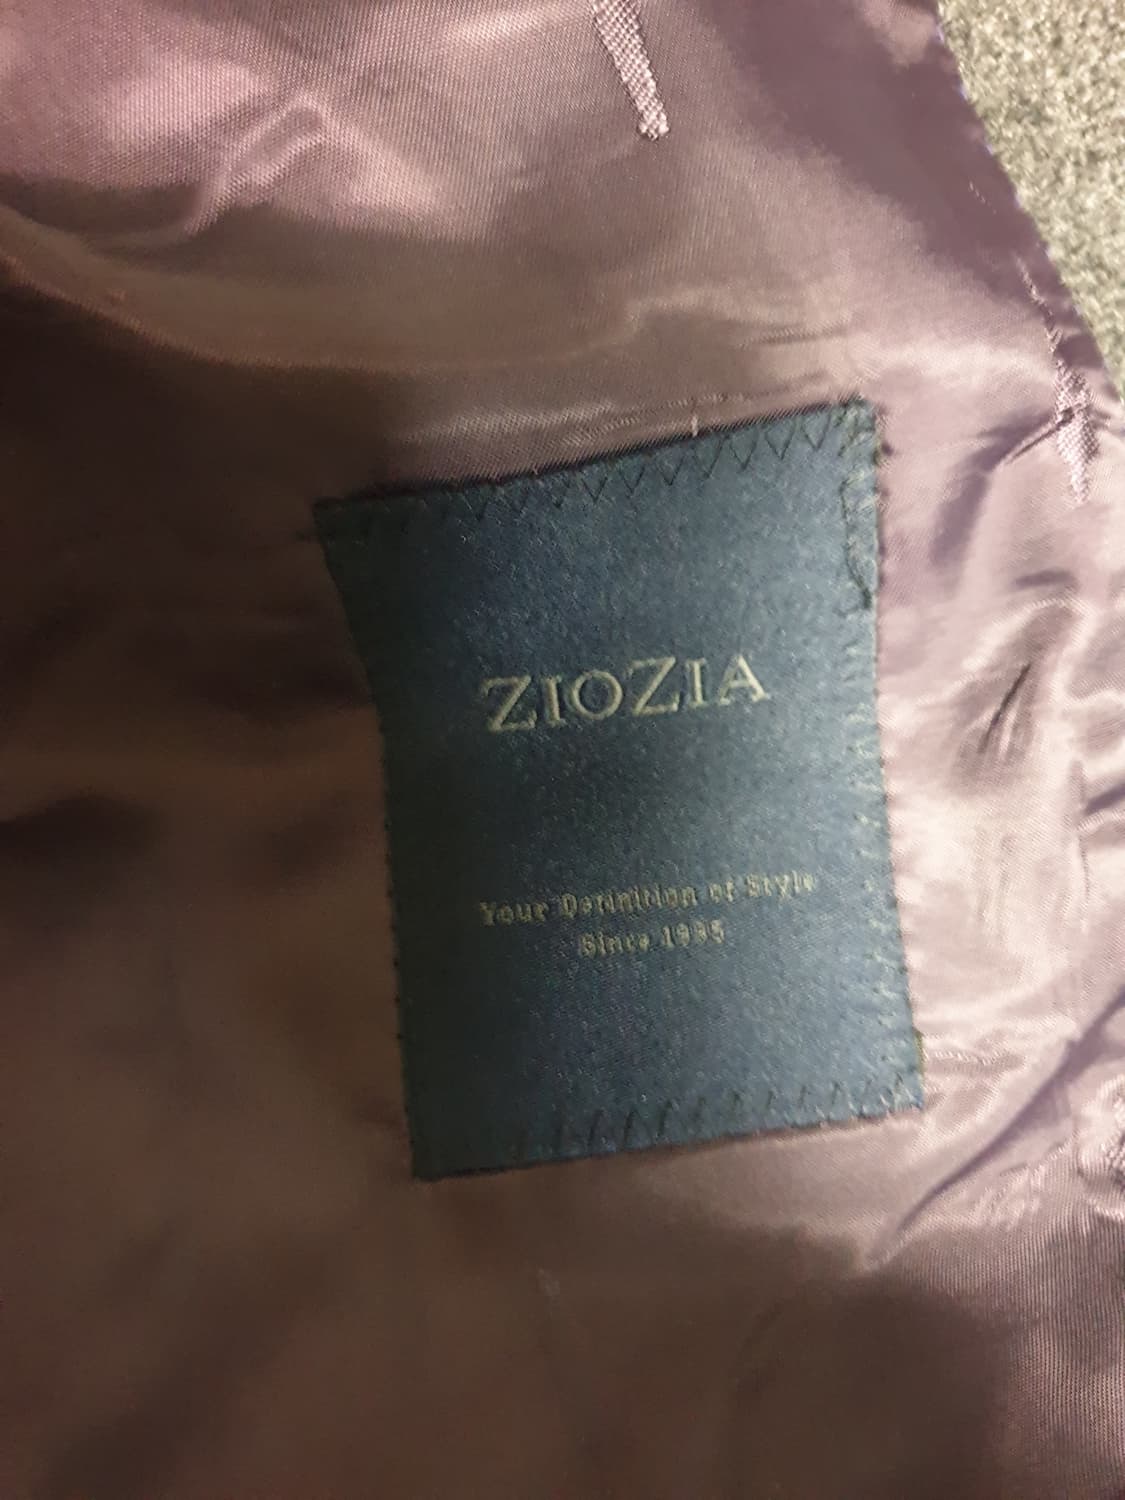 ZIOZIA
Your Definition of Style
Since 1995